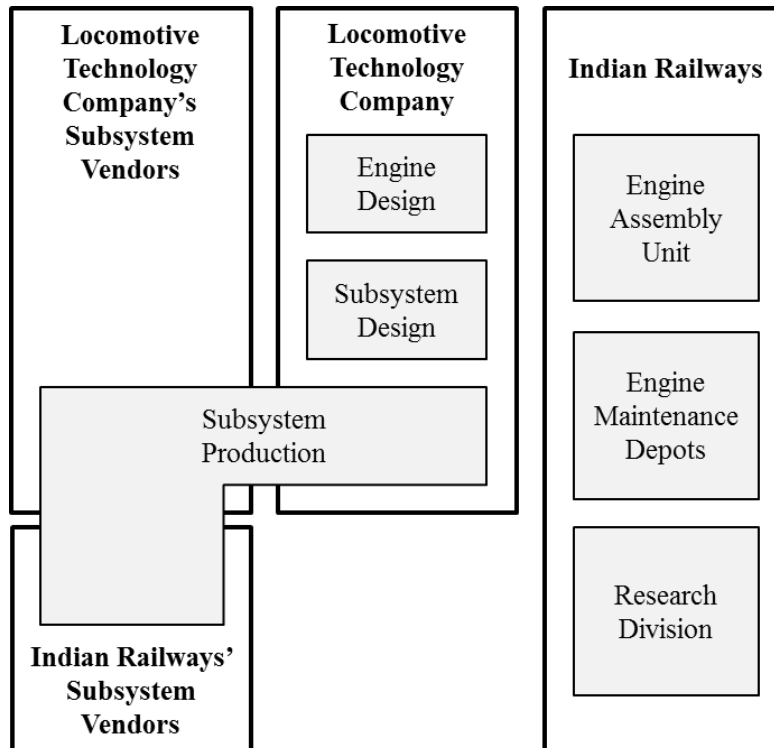 Locomotive
Technology
Company’s
Subsystem
Vendors
Locomotive
Technology
Company
Engine
Design
Subsystem
Design
Subsystem
Production
Indian Railways’
Subsystem
Vendors
Indian Railways
Engine
Assembly
Unit
Engine
Maintenance
Depots
Research
Division